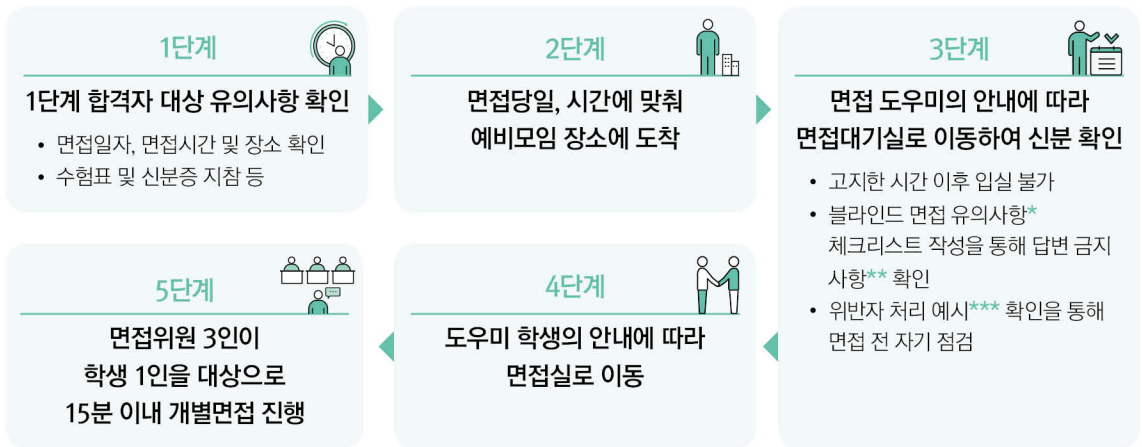 1단계
1단계 합격자 대상 유의사항 확인
• 면접일자, 면접시간 및 장소 확인
• 수험표 및 신분증 지참 등
2단계
면접당일, 시간에 맞춰
예비모임 장소에 도착
3단계
면접 도우미의 안내에 따라
면접대기실로 이동하여 신분 확인
• 고지한 시간 이후 입실 불가
• 블라인드 면접 유의사항*
체크리스트 작성을 통해 답변 금지
사항** 확인
• 위반자 처리 예시*** 확인을 통해
면접 전 자기 점검
4단계
도우미 학생의 안내에 따라
면접실로 이동
5단계
면접위원 3인이
학생 1인을 대상으로
15분 이내 개별면접 진행